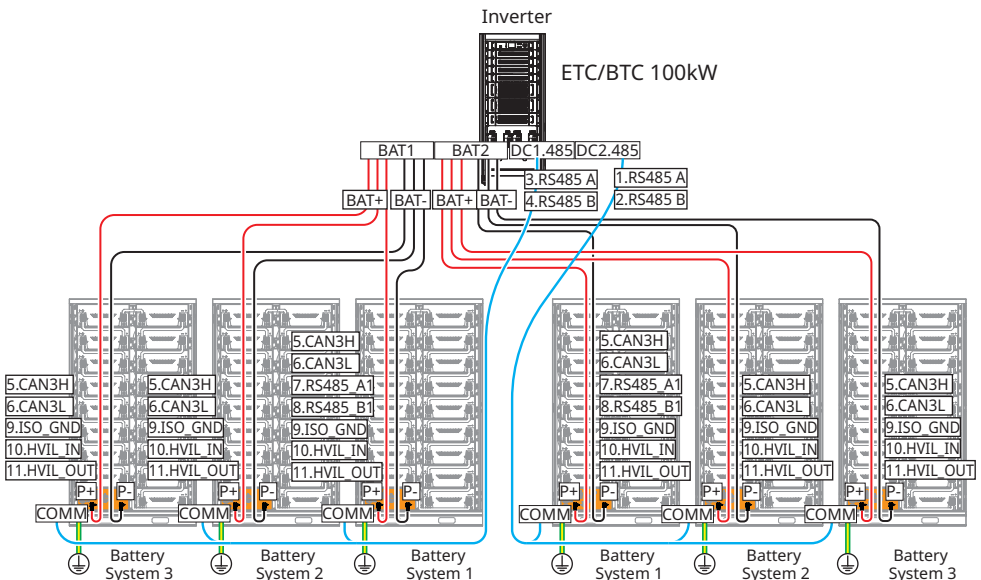 Inverter
ETC/BTC 100kW
BAT1 BAT2 DC1.485 DC2.485
3.RS485 A 1.RS485 A
4.RS485 B 2.RS485 B
BAT+ BAT- BAT+ BAT-
5.CAN3H
6.CAN3L
9.ISO_GND
10.HVIL_IN
11.HVIL_OUT
P+ P-
COMM
Battery
System 3
5.CAN3H
6.CAN3L
9.ISO_GND
10.HVIL_IN
11.HVIL_OUT
P+ P-
COMM
Battery
System 2
5.CAN3H
6.CAN3L
7.RS485_A1
8.RS485_B1
9.ISO_GND
10.HVIL_IN
11.HVIL_OUT
P+ P-
COMM
Battery
System 1
5.CAN3H
6.CAN3L
7.RS485_A1
8.RS485_B1
9.ISO_GND
10.HVIL_IN
11.HVIL_OUT
P+ P-
COMM
Battery
System 1
5.CAN3H
6.CAN3L
9.ISO_GND
10.HVIL_IN
11.HVIL_OUT
P+ P-
COMM
Battery
System 2
5.CAN3H
6.CAN3L
9.ISO_GND
10.HVIL_IN
11.HVIL_OUT
P+ P-
COMM
Battery
System 3